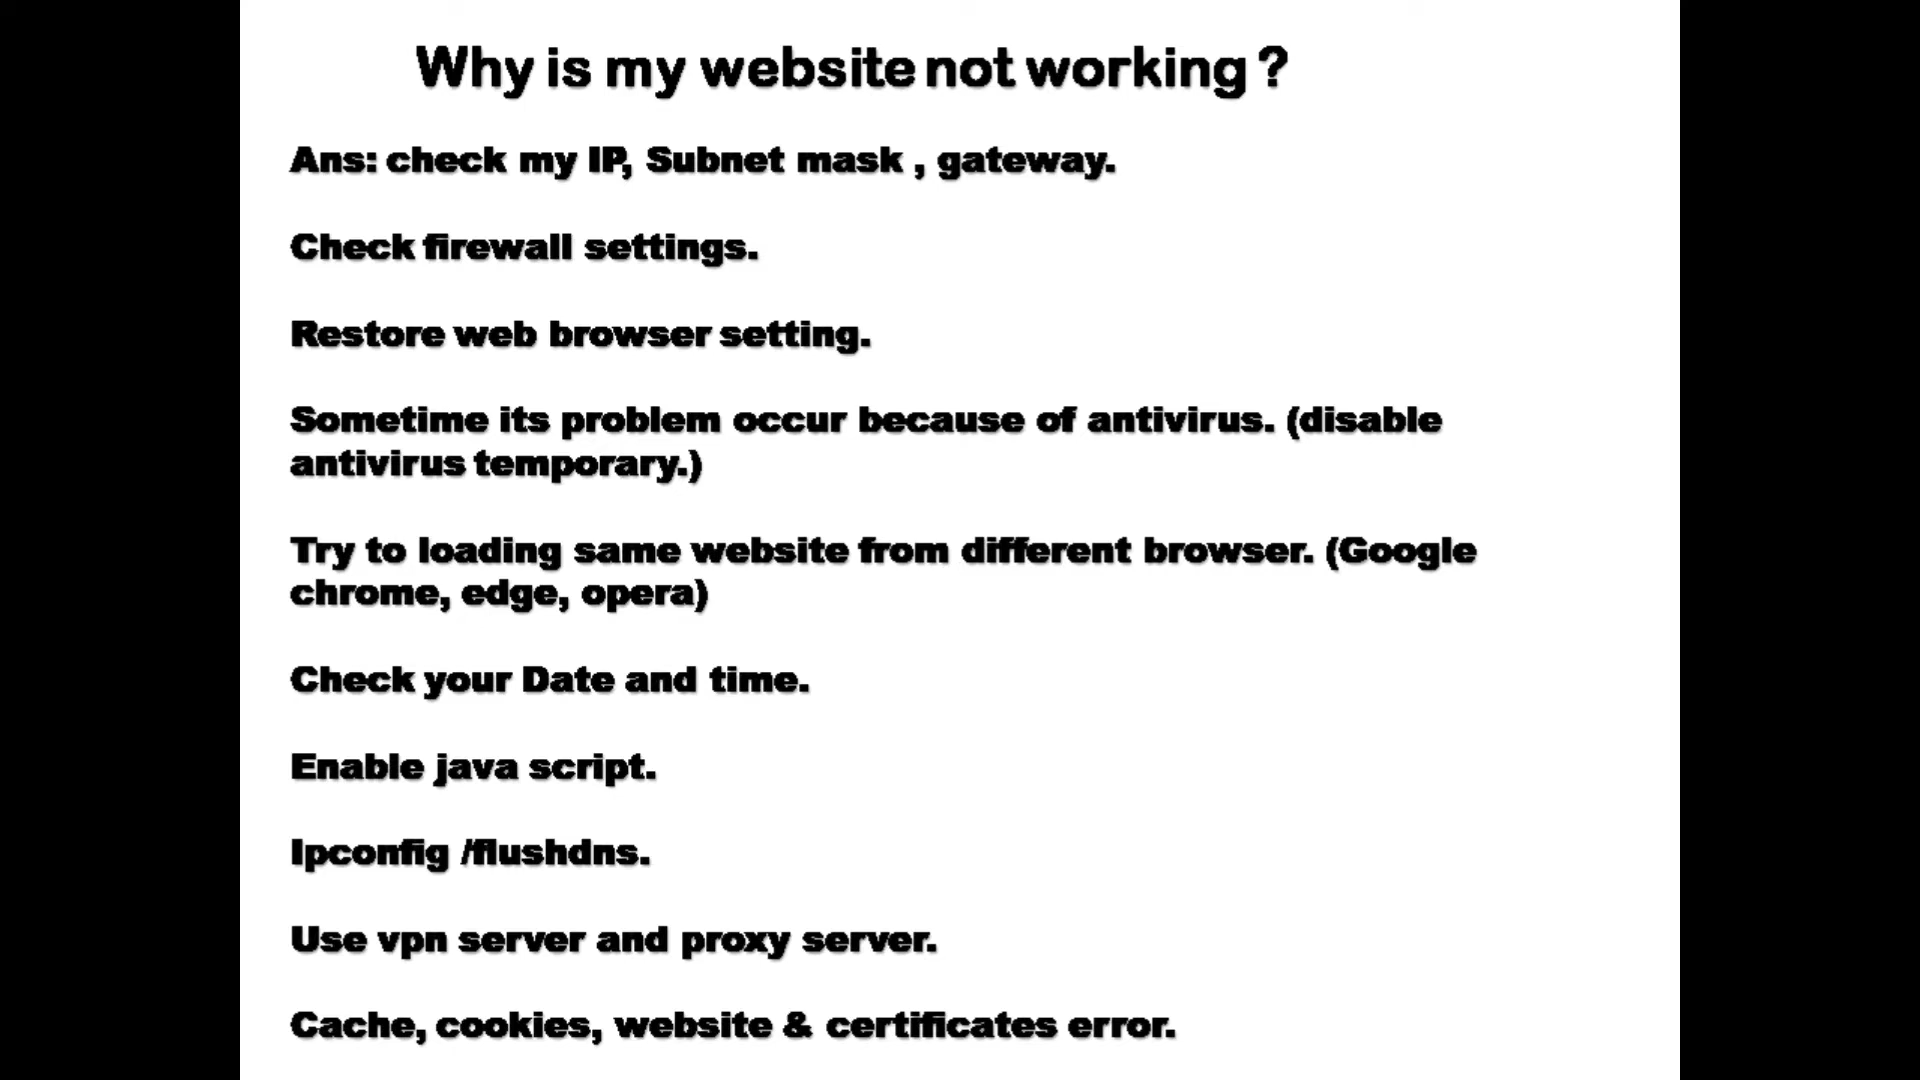 Why is my website not working ?
Ans: check my IP, Subnet mask , gateway.
Check firewall settings.
Restore web browser setting.
Sometime its problem occur because of antivirus. (disable
antivirus temporary.)
Try to loading same website from different browser. (Google
chrome, edge, opera)
Check your Date and time.
Enable java script.
Ipconfig /flushdns.
Use vpn server and proxy server.
Cache, cookies, website & certificates error.